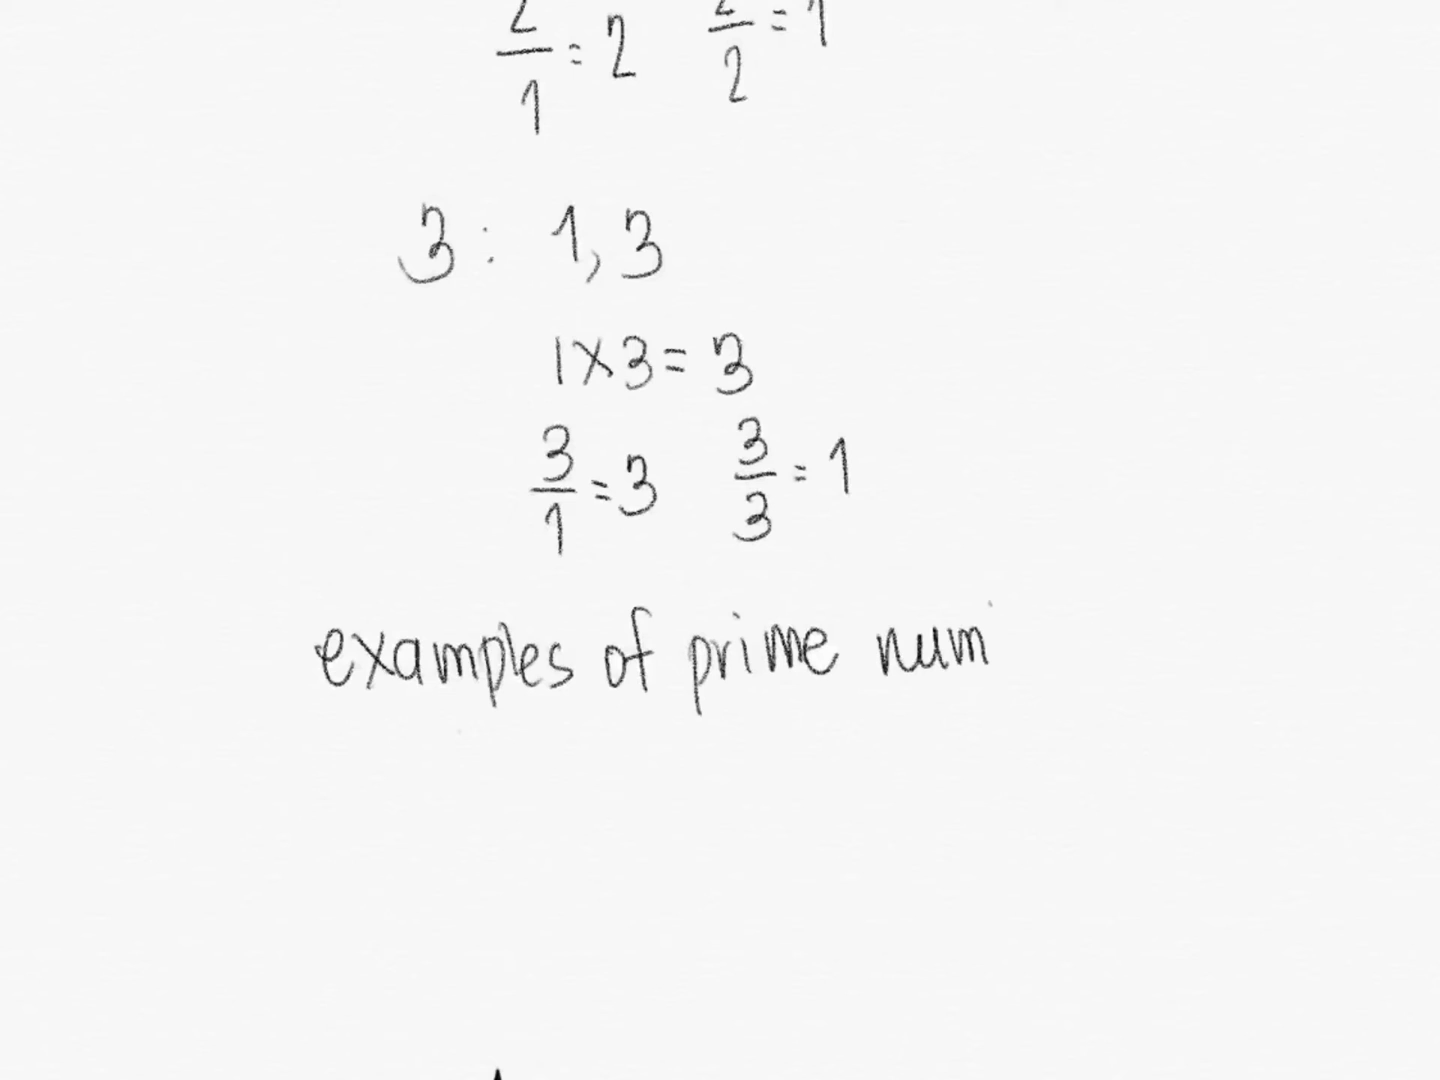 2/1 = 2 2/2 = 1
3 : 1, 3
1 x 3 = 3
3/1 = 3 3/3 = 1
examples of prime num